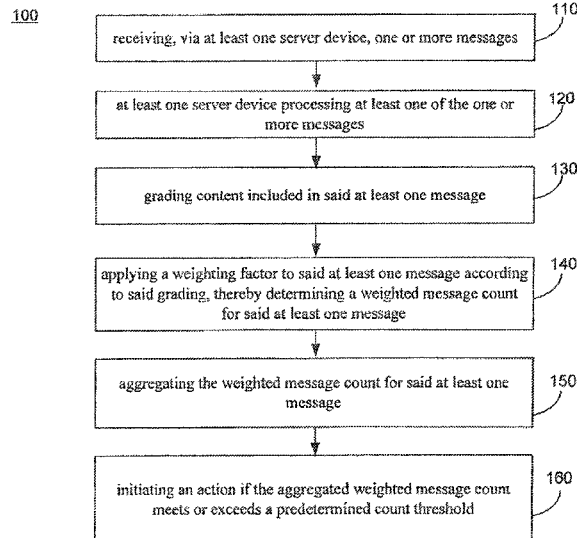 100
110
receiving, via at least one server device, one or more messages
120
at least one server device processing at least one of the one or
more messages
130
grading content included in said at least one message
140
applying a weighting factor to said at least one message according
to said grading, thereby determining a weighted message count
for said at least one message
150
aggregating the weighted message count for said at least one
message
160
initiating an action if the aggregated weighted message count
meets or exceeds a predetermined count threshold